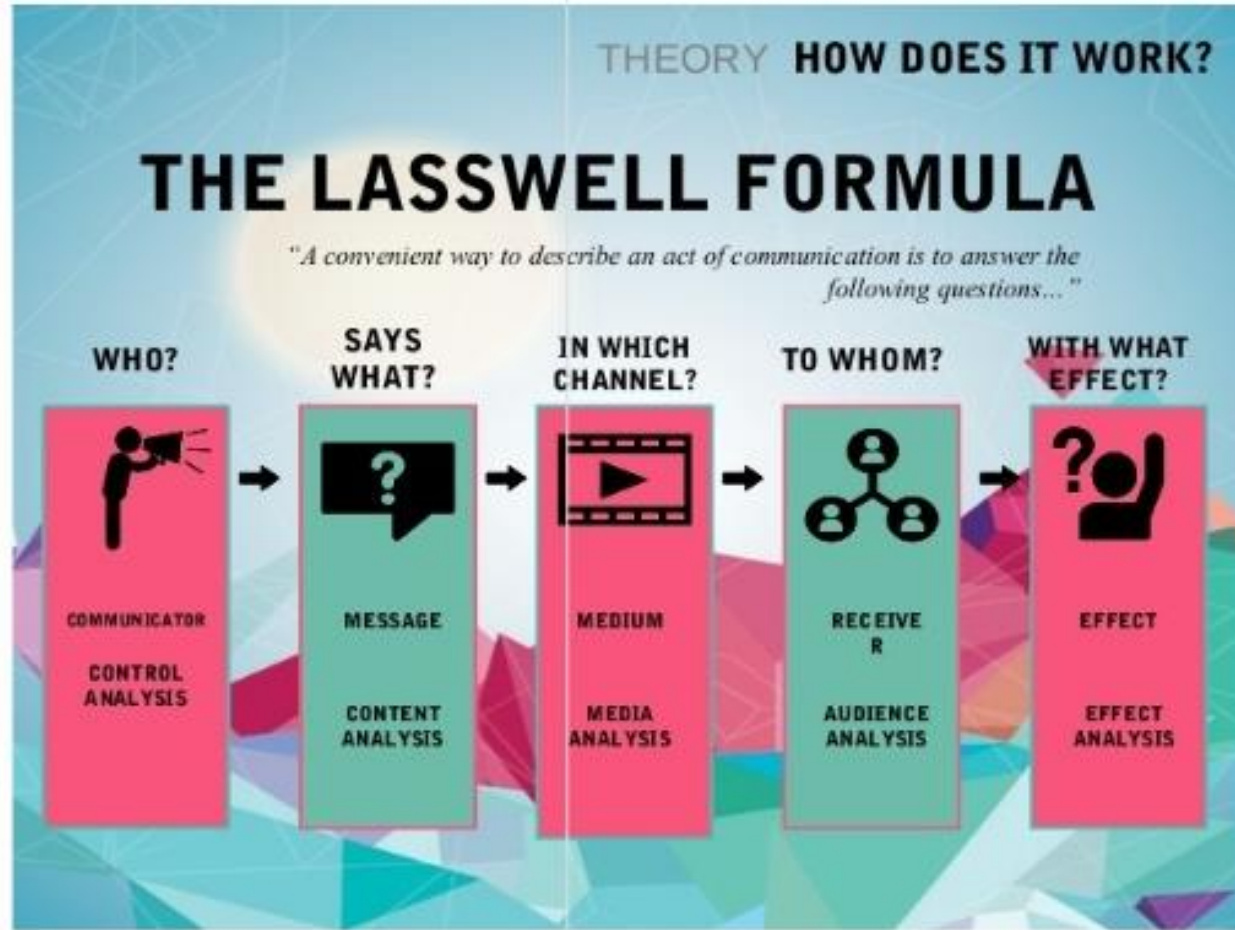 THEORY HOW DOES IT WORK?
THE LASSWELL FORMULA
“A convenient way to describe an act of communication is to answer the
following questions…”
WHO?
SAYS
WHAT?
IN WHICH
CHANNEL?
TO WHOM?
WITH WHAT
EFFECT?
?
?
COMMUNICATOR
CONTROL
ANALYSIS
MESSAGE
CONTENT
ANALYSIS
MEDIUM
MEDIA
ANALYSIS
RECEIVE
R
AUDIENCE
ANALYSIS
EFFECT
EFFECT
ANALYSIS